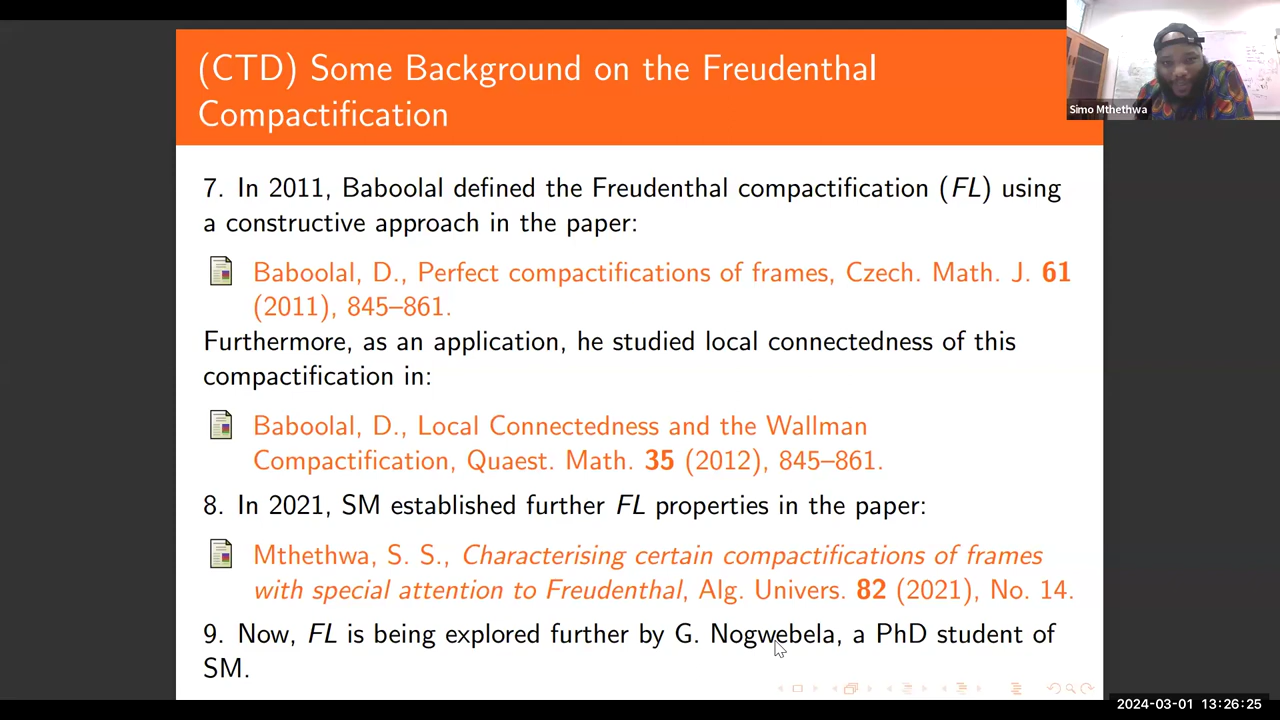 (CTD) Some Background on the Freudenthal
Compactification
Simo Mthethwa
7. In 2011, Baboolal defined the Freudenthal compactification (FL) using
a constructive approach in the paper:
Baboolal, D., Perfect compactifications of frames, Czech. Math. J. 61
(2011), 845–861.
Furthermore, as an application, he studied local connectedness of this
compactification in:
Baboolal, D., Local Connectedness and the Wallman
Compactification, Quaest. Math. 35 (2012), 845–861.
8. In 2021, SM established further FL properties in the paper:
Mthethwa, S. S., Characterising certain compactifications of frames
with special attention to Freudenthal, Alg. Univers. 82 (2021), No. 14.
9. Now, FL is being explored further by G. Nogwebela, a PhD student of
SM.
2024-03-01 13:26:25